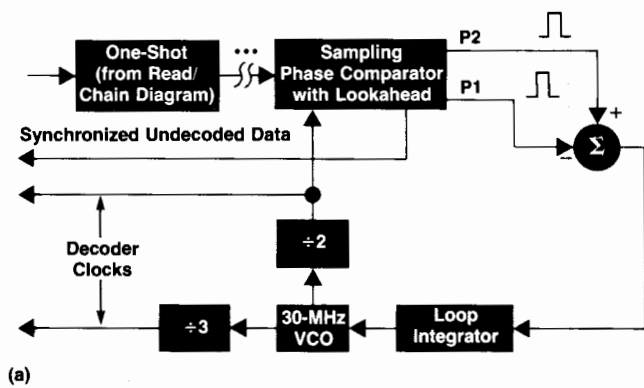 One-Shot
(from Read/
Chain Diagram)
•••
Sampling
Phase Comparator
with Lookahead
P2
P1
+
−
Σ
Synchronized Undecoded Data
Decoder
Clocks
÷2
÷3
30-MHz
VCO
Loop
Integrator
(a)